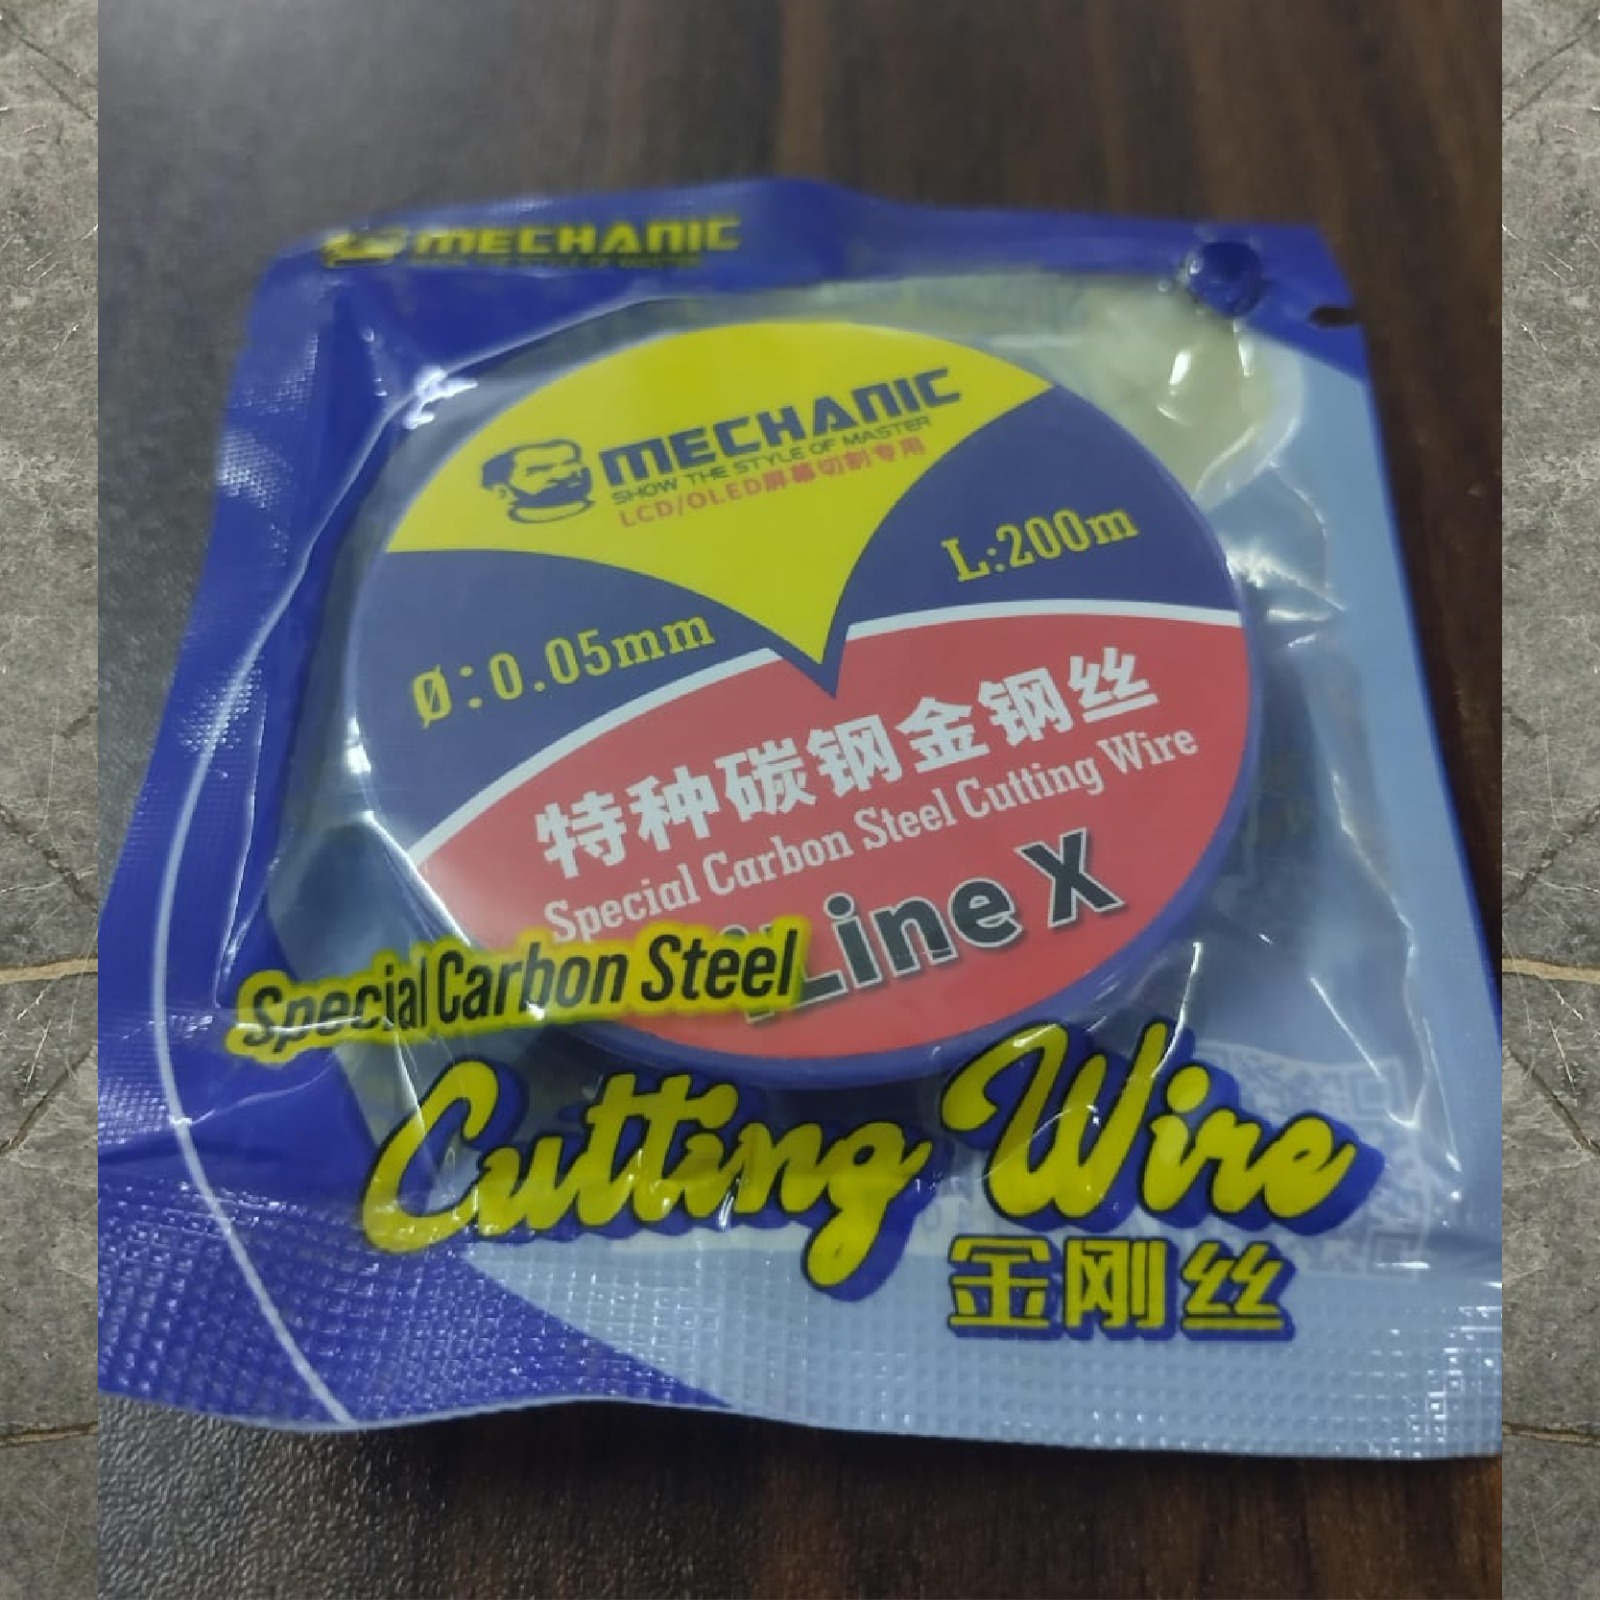 MECHANIC
MECHANIC
SHOW THE STYLE OF MASTER
LCD/OLED屏幕切割专用
L:200m
Ø:0.05mm
特种碳钢金钢丝
Special Carbon Steel Cutting Wire
Line X
Special Carbon Steel
Cutting Wire
金刚丝